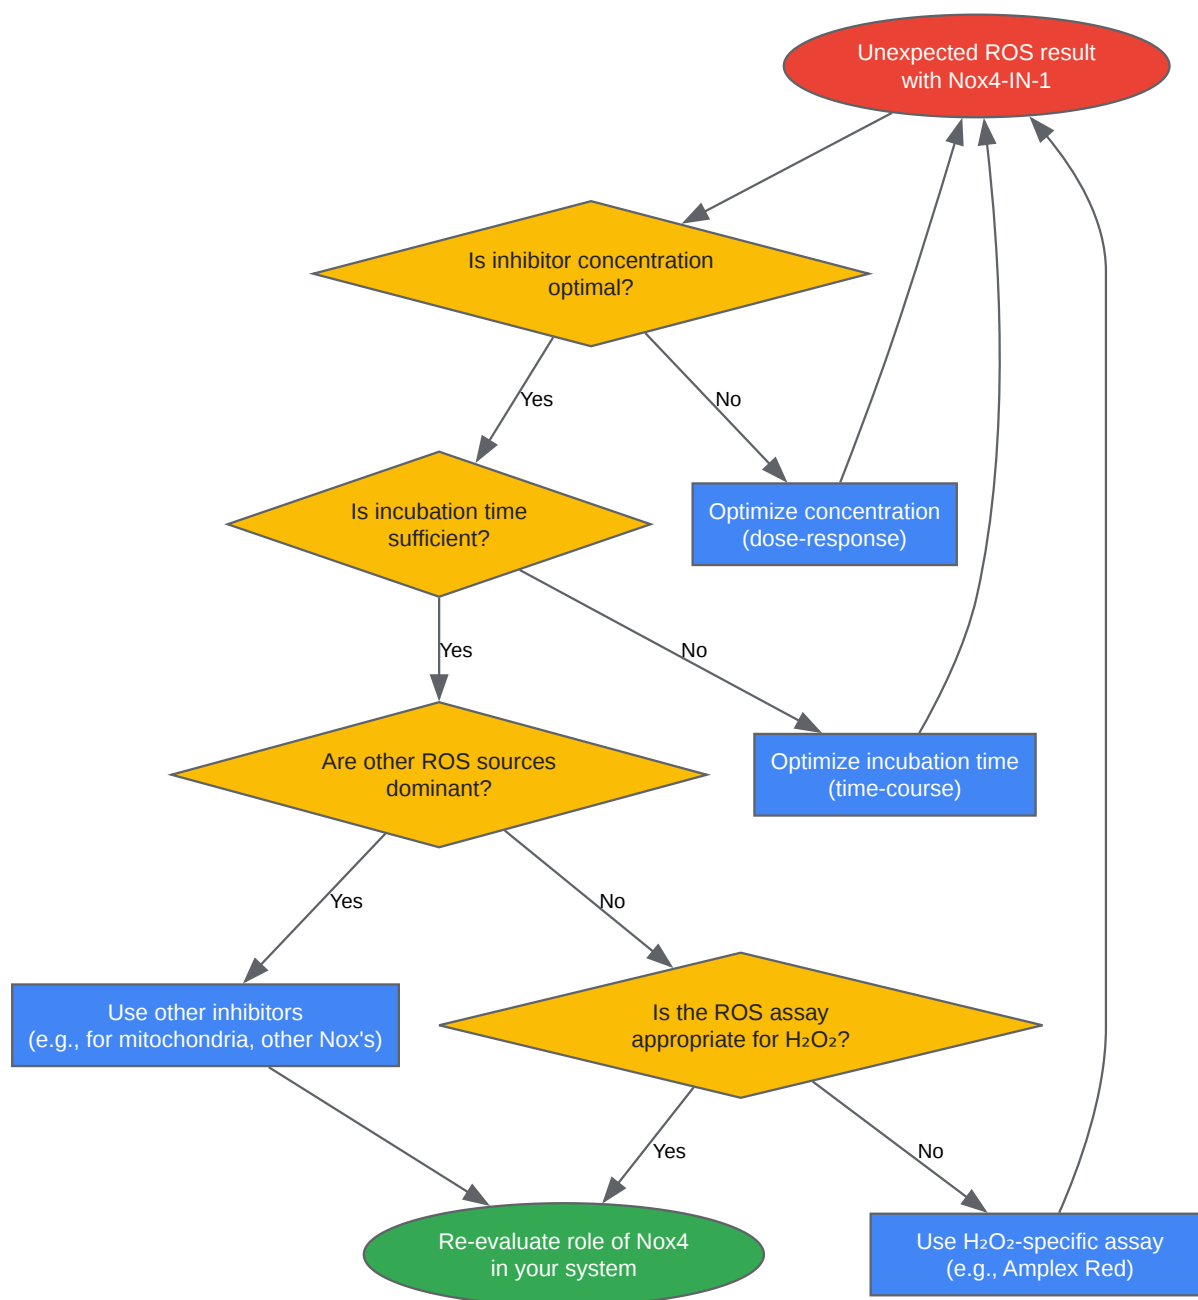 Unexpected ROS result
with Nox4-IN-1
Is inhibitor concentration
optimal?
Yes
No
Is incubation time
sufficient?
Optimize concentration
(dose-response)
Yes
No
Are other ROS sources
dominant?
Optimize incubation time
(time-course)
Yes
No
Use other inhibitors
(e.g., for mitochondria, other Nox's)
Is the ROS assay
appropriate for H₂O₂?
Yes
No
Re-evaluate role of Nox4
in your system
Use H₂O₂-specific assay
(e.g., Amplex Red)